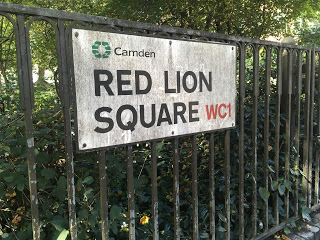 Camden
RED LION
SQUARE WC1